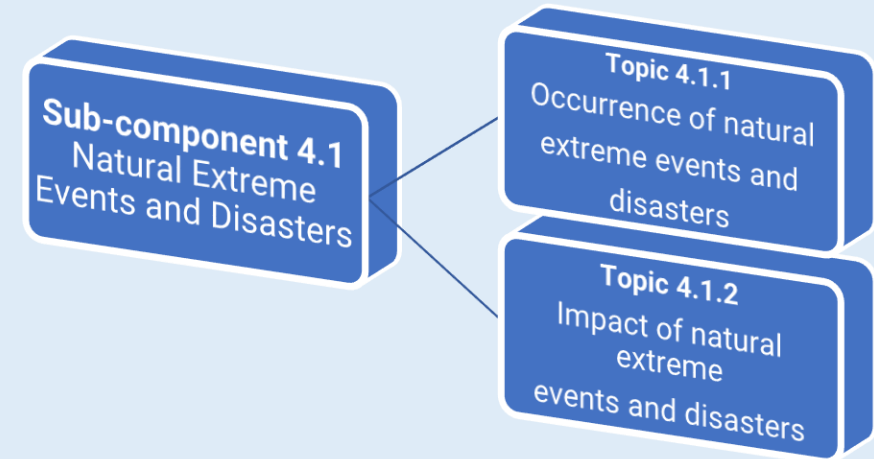 Sub-component 4.1
Natural Extreme
Events and Disasters
Topic 4.1.1
Occurrence of natural
extreme events and
disasters
Topic 4.1.2
Impact of natural
extreme
events and disasters